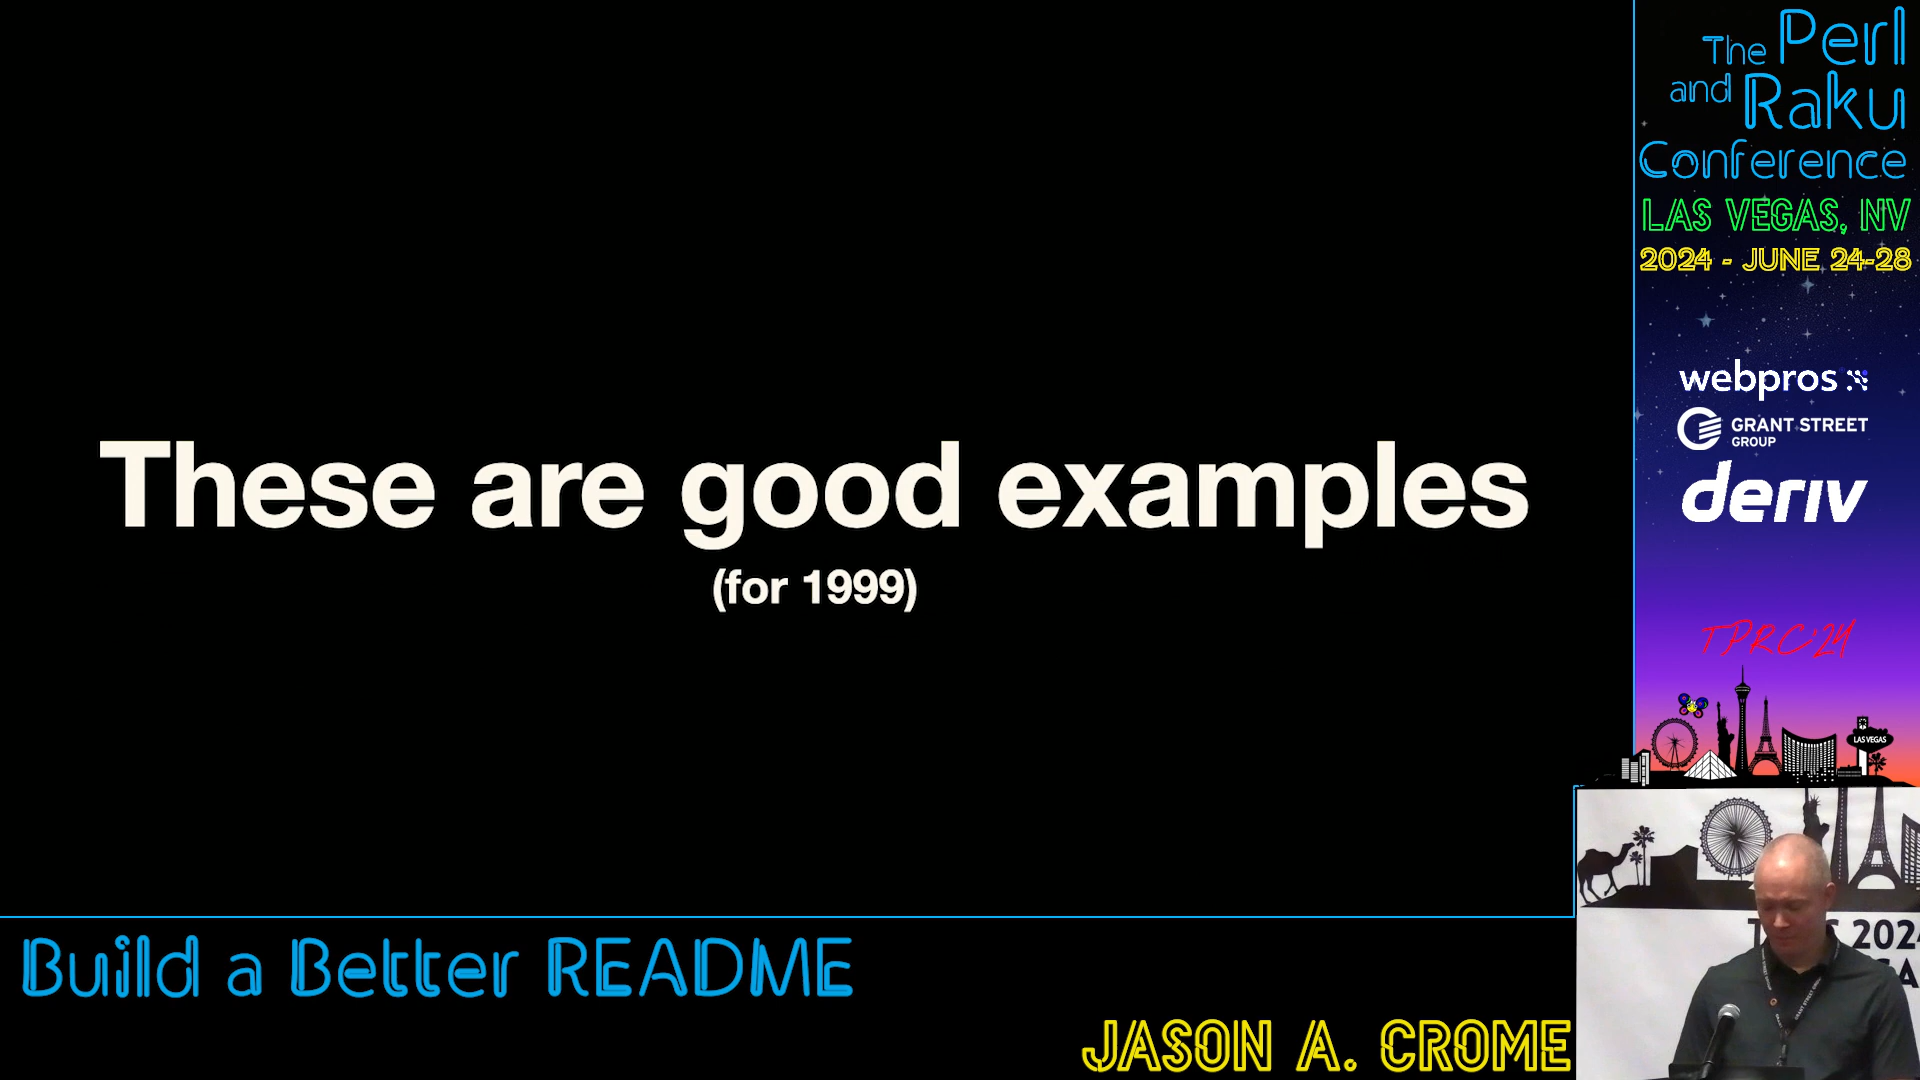 These are good examples
(for 1999)
The Perl
and Raku
Conference
LAS VEGAS, NV
2024 - JUNE 24-28
webpros
GRANT STREET
GROUP
deriv
TPRC'24
LAS VEGAS
2024
Build a Better README
JASON A. CROME